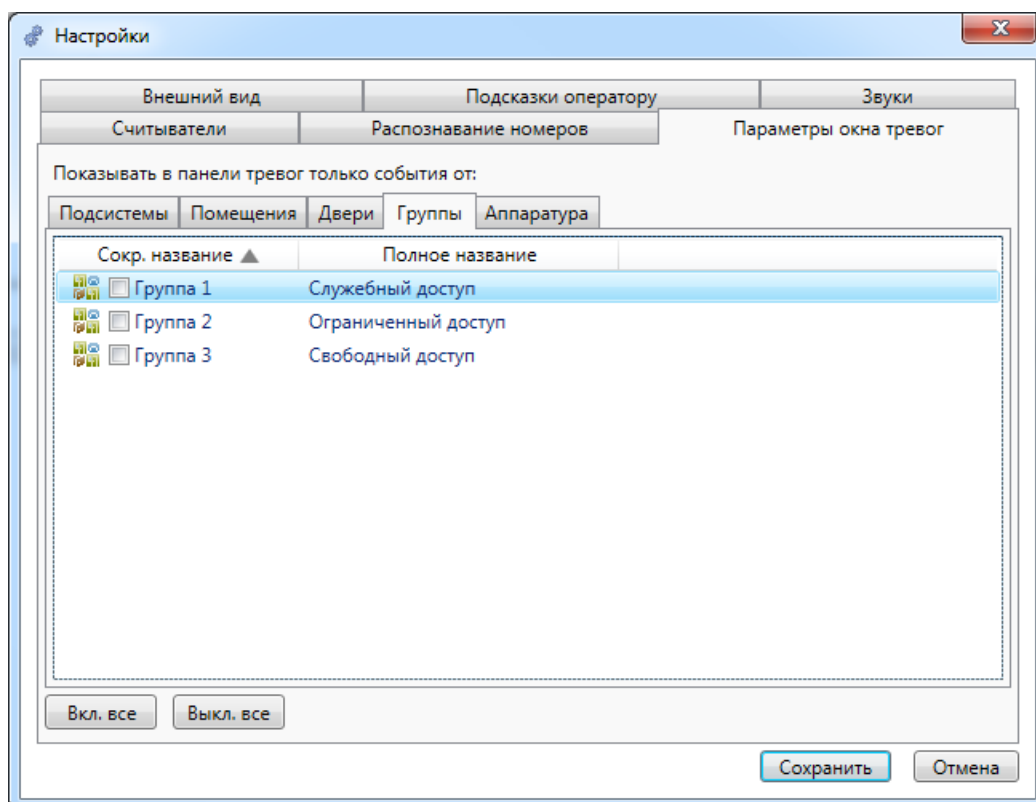 Настройки
Внешний вид Подсказки оператору Звуки
Считыватели Распознавание номеров Параметры окна тревог
Показывать в панели тревог только события от:
Подсистемы Помещения Двери Группы Аппаратура
Сокр. название Полное название
Группа 1 Служебный доступ
Группа 2 Ограниченный доступ
Группа 3 Свободный доступ
Вкл. все Выкл. все
Сохранить Отмена